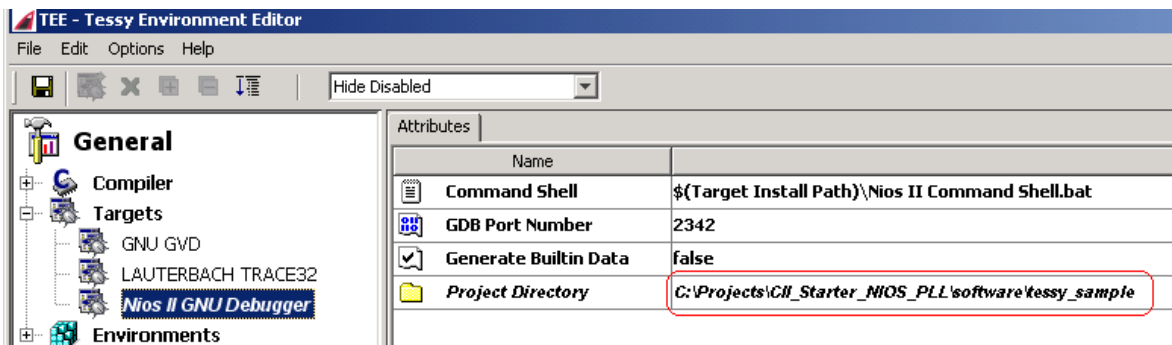 TEE - Tessy Environment Editor
File Edit Options Help
Hide Disabled
General
Compiler
Targets
GNU GVD
LAUTERBACH TRACE32
Nios II GNU Debugger
Environments
Attributes
Name
Command Shell $(Target Install Path)\Nios II Command Shell.bat
GDB Port Number 2342
Generate Builtin Data false
Project Directory C:\Projects\CII_Starter_NIOS_PLL\software\tessy_sample